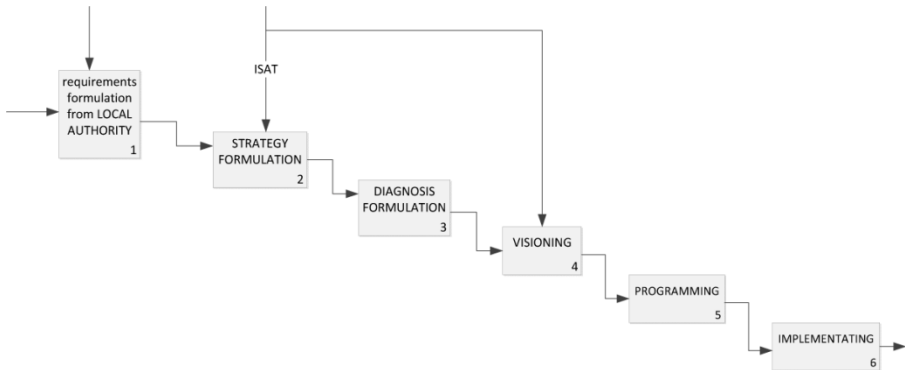 requirements
formulation
from LOCAL
AUTHORITY
1
ISAT
STRATEGY
FORMULATION
2
DIAGNOSIS
FORMULATION
3
VISIONING
4
PROGRAMMING
5
IMPLEMENTATING
6